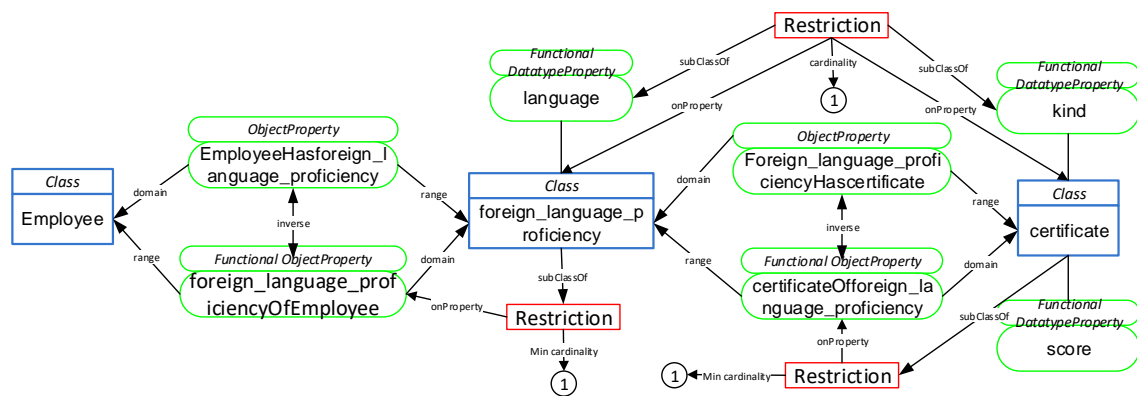 Restriction
Functional
DatatypeProperty
language
subClassOf
cardinality
1
subClassOf
Functional
DatatypeProperty
kind
onProperty
onProperty
ObjectProperty
EmployeeHasforeign_l
anguage_proficiency
ObjectProperty
Foreign_language_profi
ciencyHascertificate
Class
Employee
domain
range
inverse
range
domain
Functional ObjectProperty
foreign_language_prof
iciencyOfEmployee
Class
foreign_language_p
roficiency
domain
range
inverse
range
domain
Functional ObjectProperty
certificateOfforeign_la
nguage_proficiency
Class
certificate
subClassOf
onProperty
Restriction
Min cardinality
1
subClassOf
onProperty
Restriction
Min cardinality
1
Functional
DatatypeProperty
score